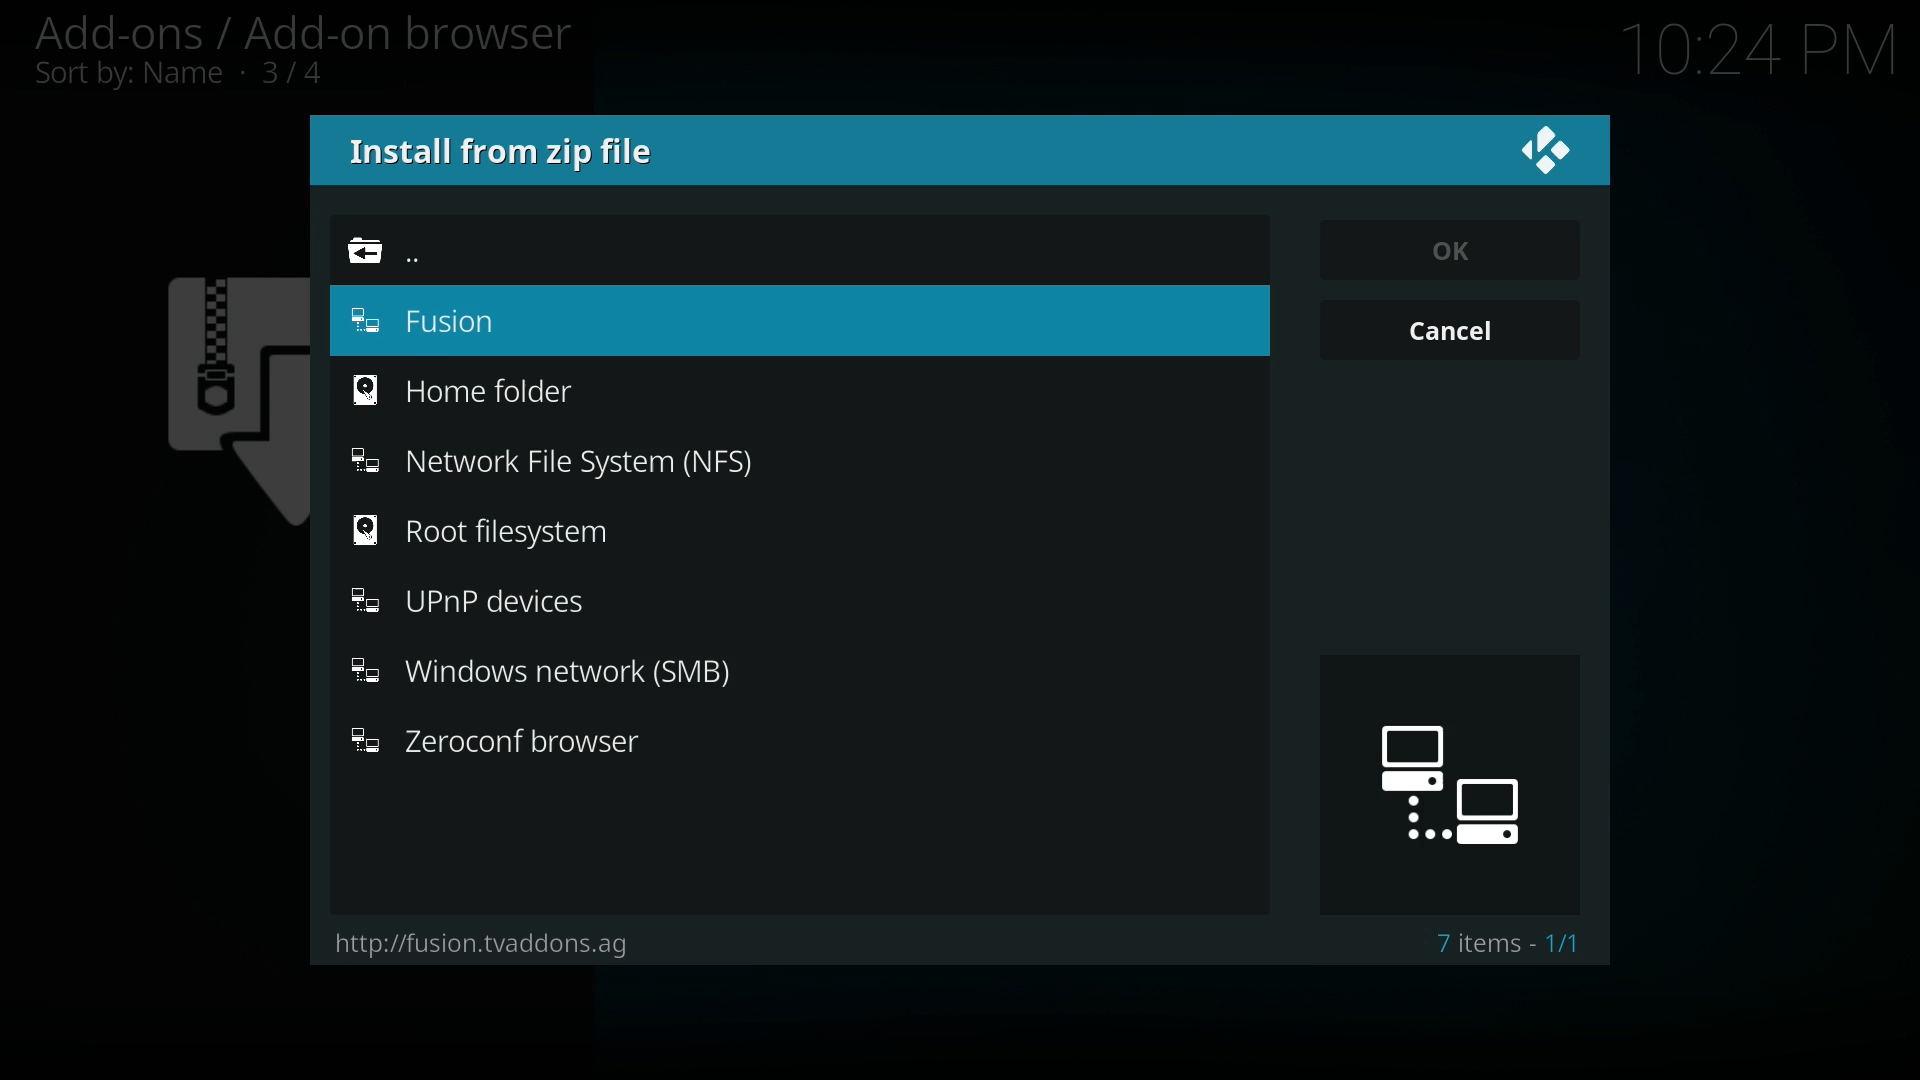 Add-ons / Add-on browser
Sort by: Name · 3 / 4
10:24 PM
Install from zip file
..
Fusion
Home folder
Network File System (NFS)
Root filesystem
UPnP devices
Windows network (SMB)
Zeroconf browser
OK
Cancel
http://fusion.tvaddons.ag
7 items - 1/1